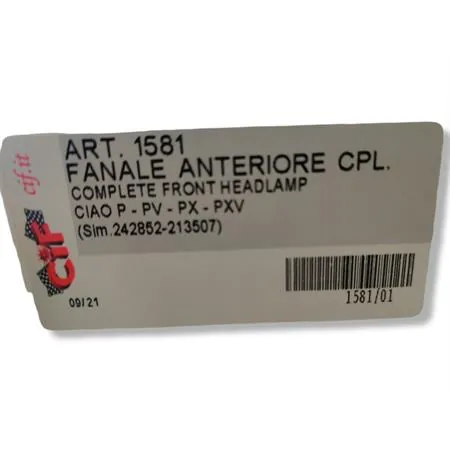 cif.it
CIF
ART. 1581
FANALE ANTERIORE CPL.
COMPLETE FRONT HEADLAMP
CIAO P - PV - PX - PXV
(Sim.242852-213507)
09/21
1581/01